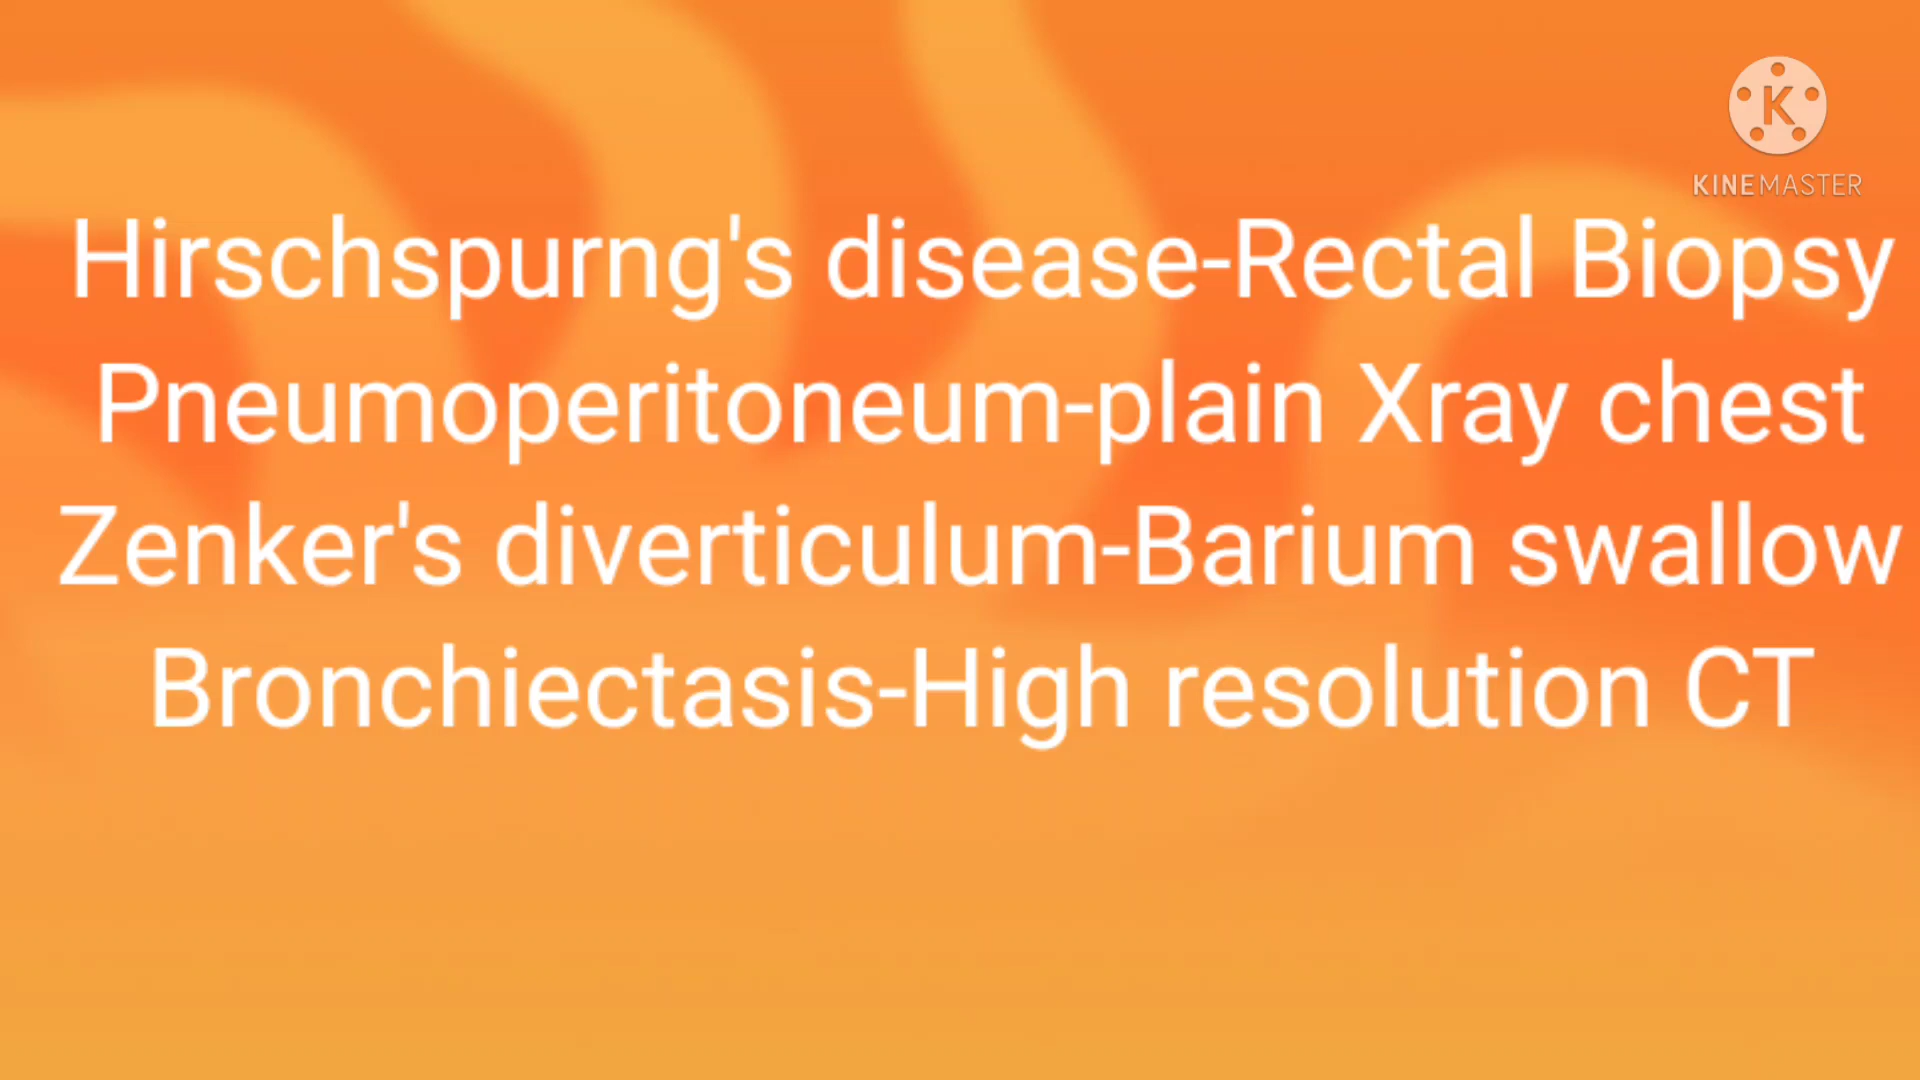 K
KINEMASTER
Hirschspurng's disease-Rectal Biopsy
Pneumoperitoneum-plain Xray chest
Zenker's diverticulum-Barium swallow
Bronchiectasis-High resolution CT